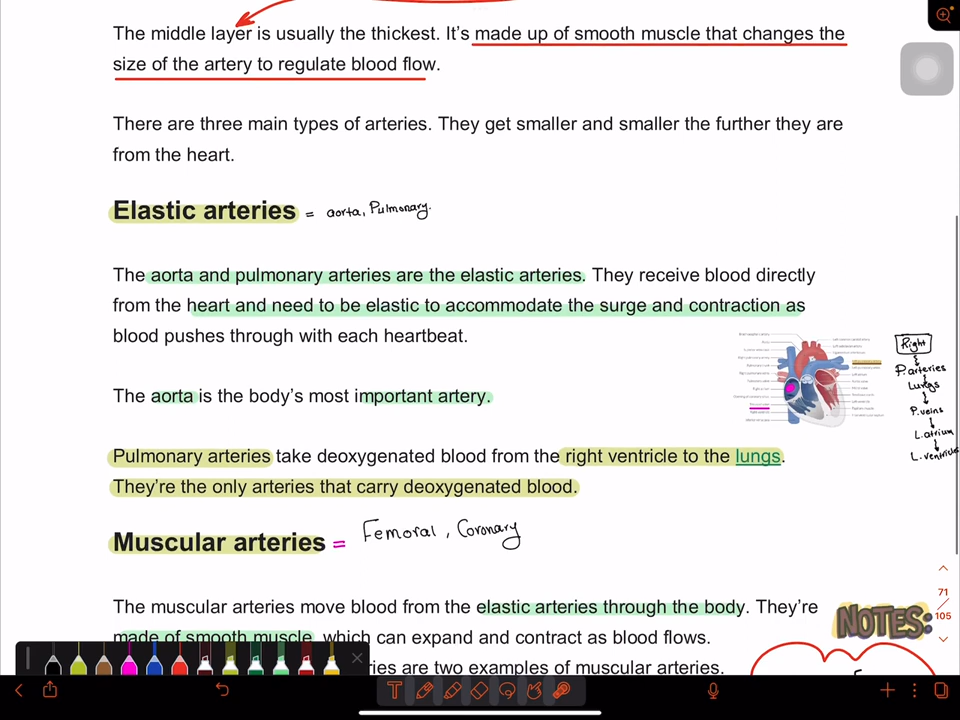 The middle layer is usually the thickest. It’s made up of smooth muscle that changes the
size of the artery to regulate blood flow.
There are three main types of arteries. They get smaller and smaller the further they are
from the heart.
Elastic arteries = aorta, Pulmonary.
The aorta and pulmonary arteries are the elastic arteries. They receive blood directly
from the heart and need to be elastic to accommodate the surge and contraction as
blood pushes through with each heartbeat.
Right
P.arteries
Lungs
P.veins
L.atrium
L.ventricle
The aorta is the body’s most important artery.
Pulmonary arteries take deoxygenated blood from the right ventricle to the lungs.
They’re the only arteries that carry deoxygenated blood.
Muscular arteries = Femoral, Coronary
The muscular arteries move blood from the elastic arteries through the body. They’re
made of smooth muscle, which can expand and contract as blood flows.
ries are two examples of muscular arteries.
71
105
NOTES: